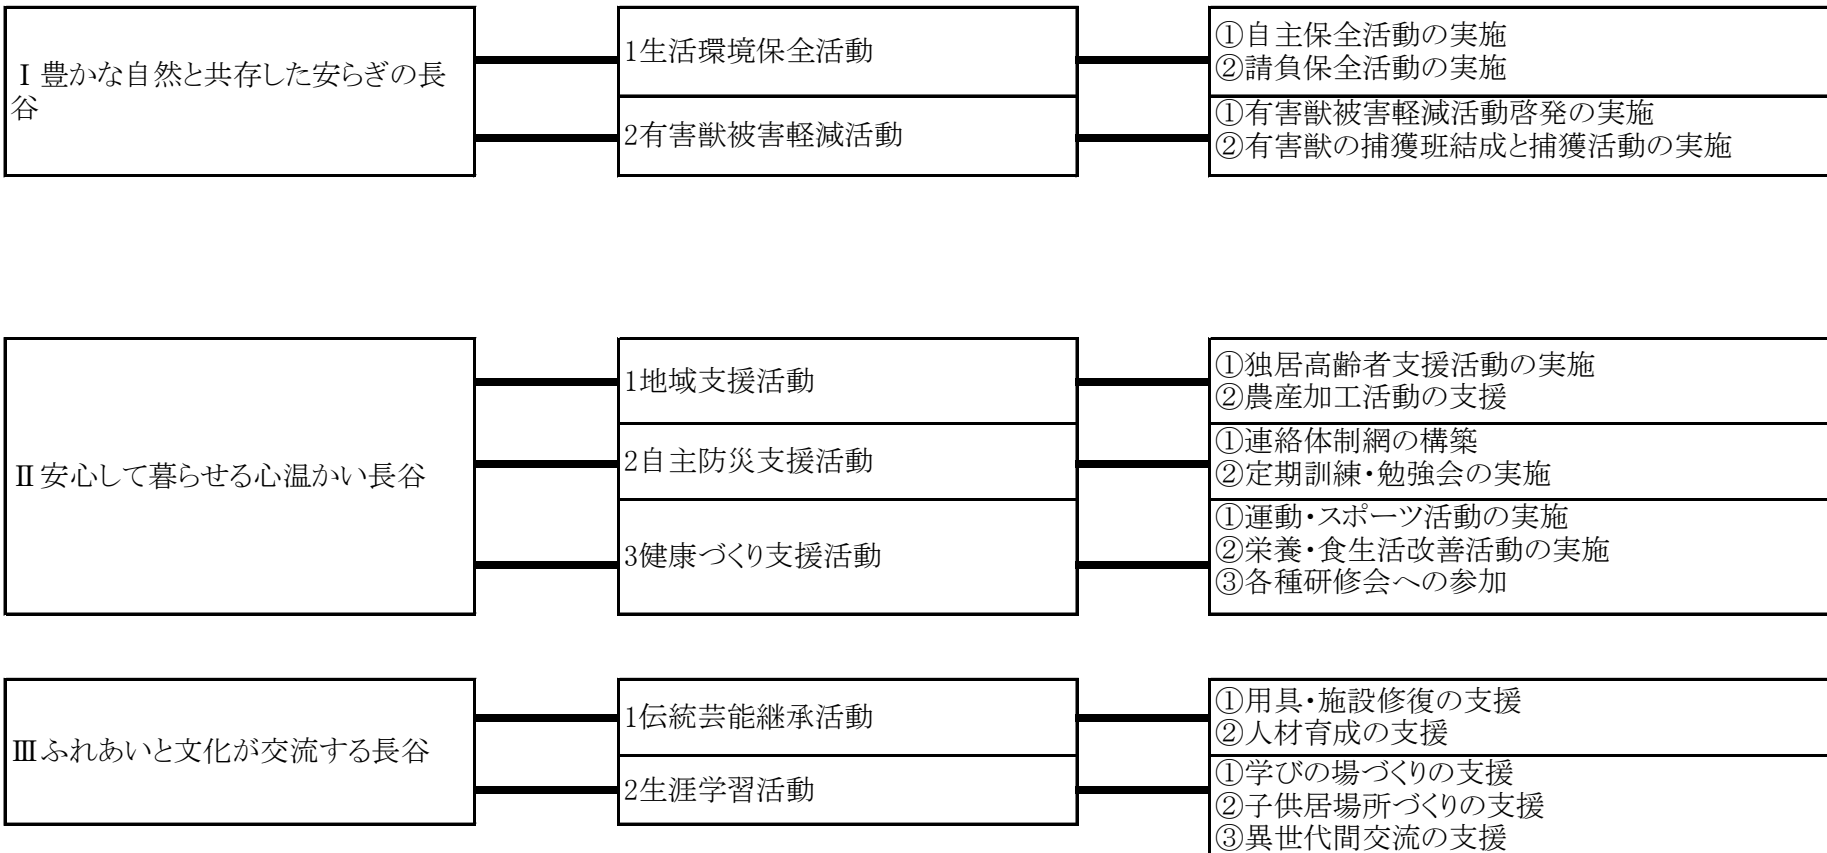 Ⅰ豊かな自然と共存した安らぎの長
谷
1生活環境保全活動
①自主保全活動の実施
②請負保全活動の実施
2有害獣被害軽減活動
①有害獣被害軽減活動啓発の実施
②有害獣の捕獲班結成と捕獲活動の実施
Ⅱ安心して暮らせる心温かい長谷
1地域支援活動
①独居高齢者支援活動の実施
②農産加工活動の支援
2自主防災支援活動
①連絡体制網の構築
②定期訓練・勉強会の実施
3健康づくり支援活動
①運動・スポーツ活動の実施
②栄養・食生活改善活動の実施
③各種研修会への参加
Ⅲふれあいと文化が交流する長谷
1伝統芸能継承活動
①用具・施設修復の支援
②人材育成の支援
2生涯学習活動
①学びの場づくりの支援
②子供居場所づくりの支援
③異世代間交流の支援